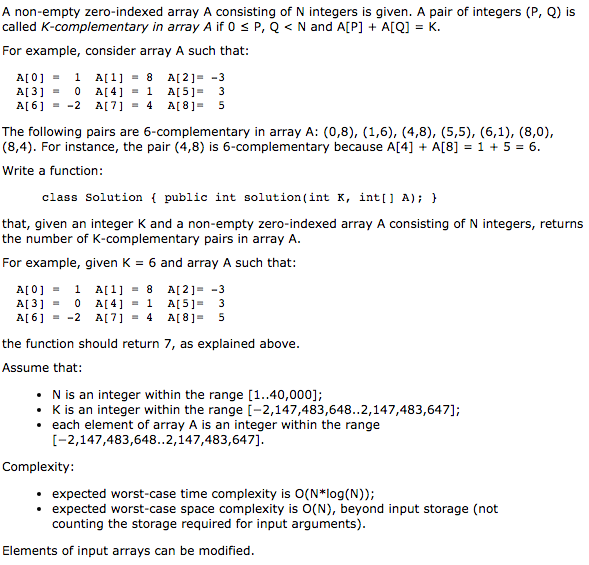 A non-empty zero-indexed array A consisting of N integers is given. A pair of integers (P, Q) is
called K-complementary in array A if 0 ≤ P, Q < N and A[P] + A[Q] = K.
For example, consider array A such that:
A[0] =  1  A[1] = 8  A[2]= -3
A[3] =  0  A[4] = 1  A[5]=  3
A[6] = -2  A[7] = 4  A[8]=  5
The following pairs are 6-complementary in array A: (0,8), (1,6), (4,8), (5,5), (6,1), (8,0),
(8,4). For instance, the pair (4,8) is 6-complementary because A[4] + A[8] = 1 + 5 = 6.
Write a function:
class Solution { public int solution(int K, int[] A); }
that, given an integer K and a non-empty zero-indexed array A consisting of N integers, returns
the number of K-complementary pairs in array A.
For example, given K = 6 and array A such that:
A[0] =  1  A[1] = 8  A[2]= -3
A[3] =  0  A[4] = 1  A[5]=  3
A[6] = -2  A[7] = 4  A[8]=  5
the function should return 7, as explained above.
Assume that:
• N is an integer within the range [1..40,000];
• K is an integer within the range [−2,147,483,648..2,147,483,647];
• each element of array A is an integer within the range
[−2,147,483,648..2,147,483,647].
Complexity:
• expected worst-case time complexity is O(N*log(N));
• expected worst-case space complexity is O(N), beyond input storage (not
counting the storage required for input arguments).
Elements of input arrays can be modified.